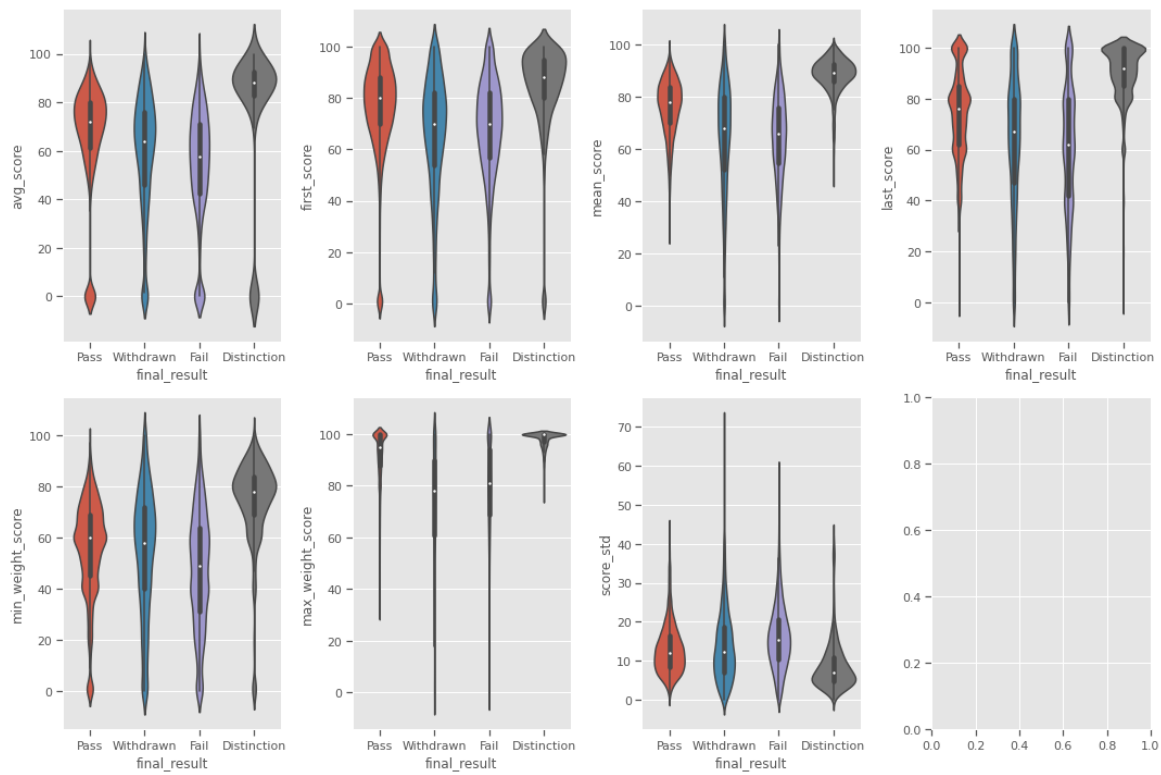 avg_score
100
80
60
40
20
0
Pass Withdrawn Fail Distinction
final_result
first_score
100
80
60
40
20
0
Pass Withdrawn Fail Distinction
final_result
mean_score
100
80
60
40
20
0
Pass Withdrawn Fail Distinction
final_result
last_score
100
80
60
40
20
0
Pass Withdrawn Fail Distinction
final_result
min_weight_score
100
80
60
40
20
0
Pass Withdrawn Fail Distinction
final_result
max_weight_score
100
80
60
40
20
0
Pass Withdrawn Fail Distinction
final_result
score_std
70
60
50
40
30
20
10
0
Pass Withdrawn Fail Distinction
final_result
1.0
0.8
0.6
0.4
0.2
0.0
0.0 0.2 0.4 0.6 0.8 1.0